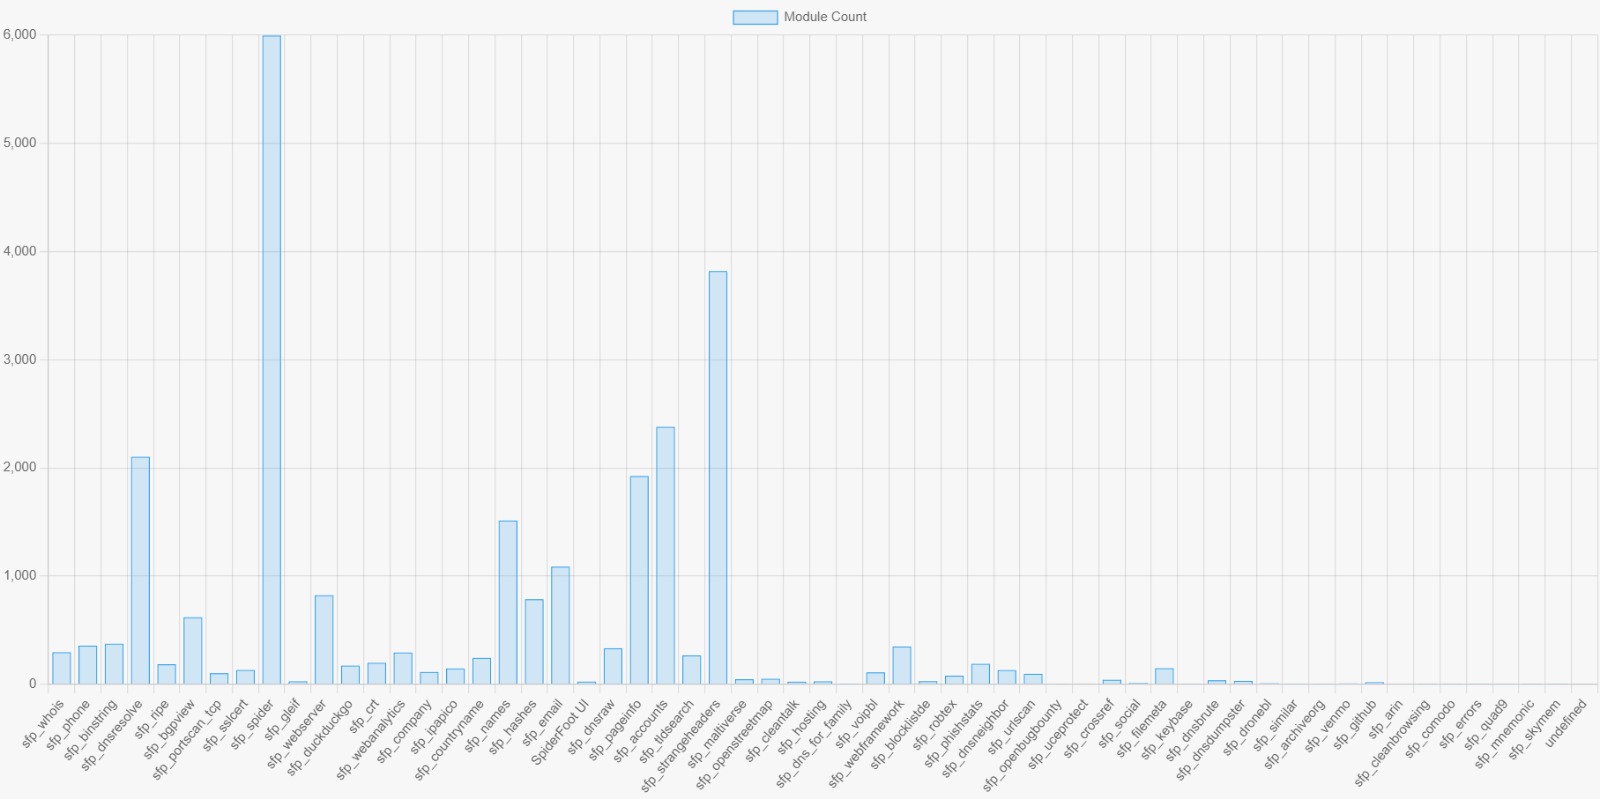 Module Count
6,000
5,000
4,000
3,000
2,000
1,000
0
sfp_whois
sfp_phone
sfp_binstring
sfp_dnsresolve
sfp_ripe
sfp_bgpview
sfp_portscan_tcp
sfp_sslcert
sfp_spider
sfp_gleif
sfp_webserver
sfp_duckduckgo
sfp_crt
sfp_webanalytics
sfp_company
sfp_ipapico
sfp_countryname
sfp_names
sfp_hashes
sfp_email
SpiderFoot UI
sfp_dnsraw
sfp_pageinfo
sfp_accounts
sfp_tldsearch
sfp_strangeheaders
sfp_maltiverse
sfp_openstreetmap
sfp_cleantalk
sfp_hosting
sfp_dns_for_family
sfp_voipbl
sfp_webframework
sfp_blocklistde
sfp_robtex
sfp_phishstats
sfp_dnsneighbor
sfp_urlscan
sfp_openbugbounty
sfp_uceprotect
sfp_crossref
sfp_social
sfp_filemeta
sfp_keybase
sfp_dnsbrute
sfp_dnsdumpster
sfp_dronebl
sfp_similar
sfp_archiveorg
sfp_venmo
sfp_github
sfp_arin
sfp_cleanbrowsing
sfp_comodo
sfp_errors
sfp_quad9
sfp_mnemonic
sfp_skymem
undefined